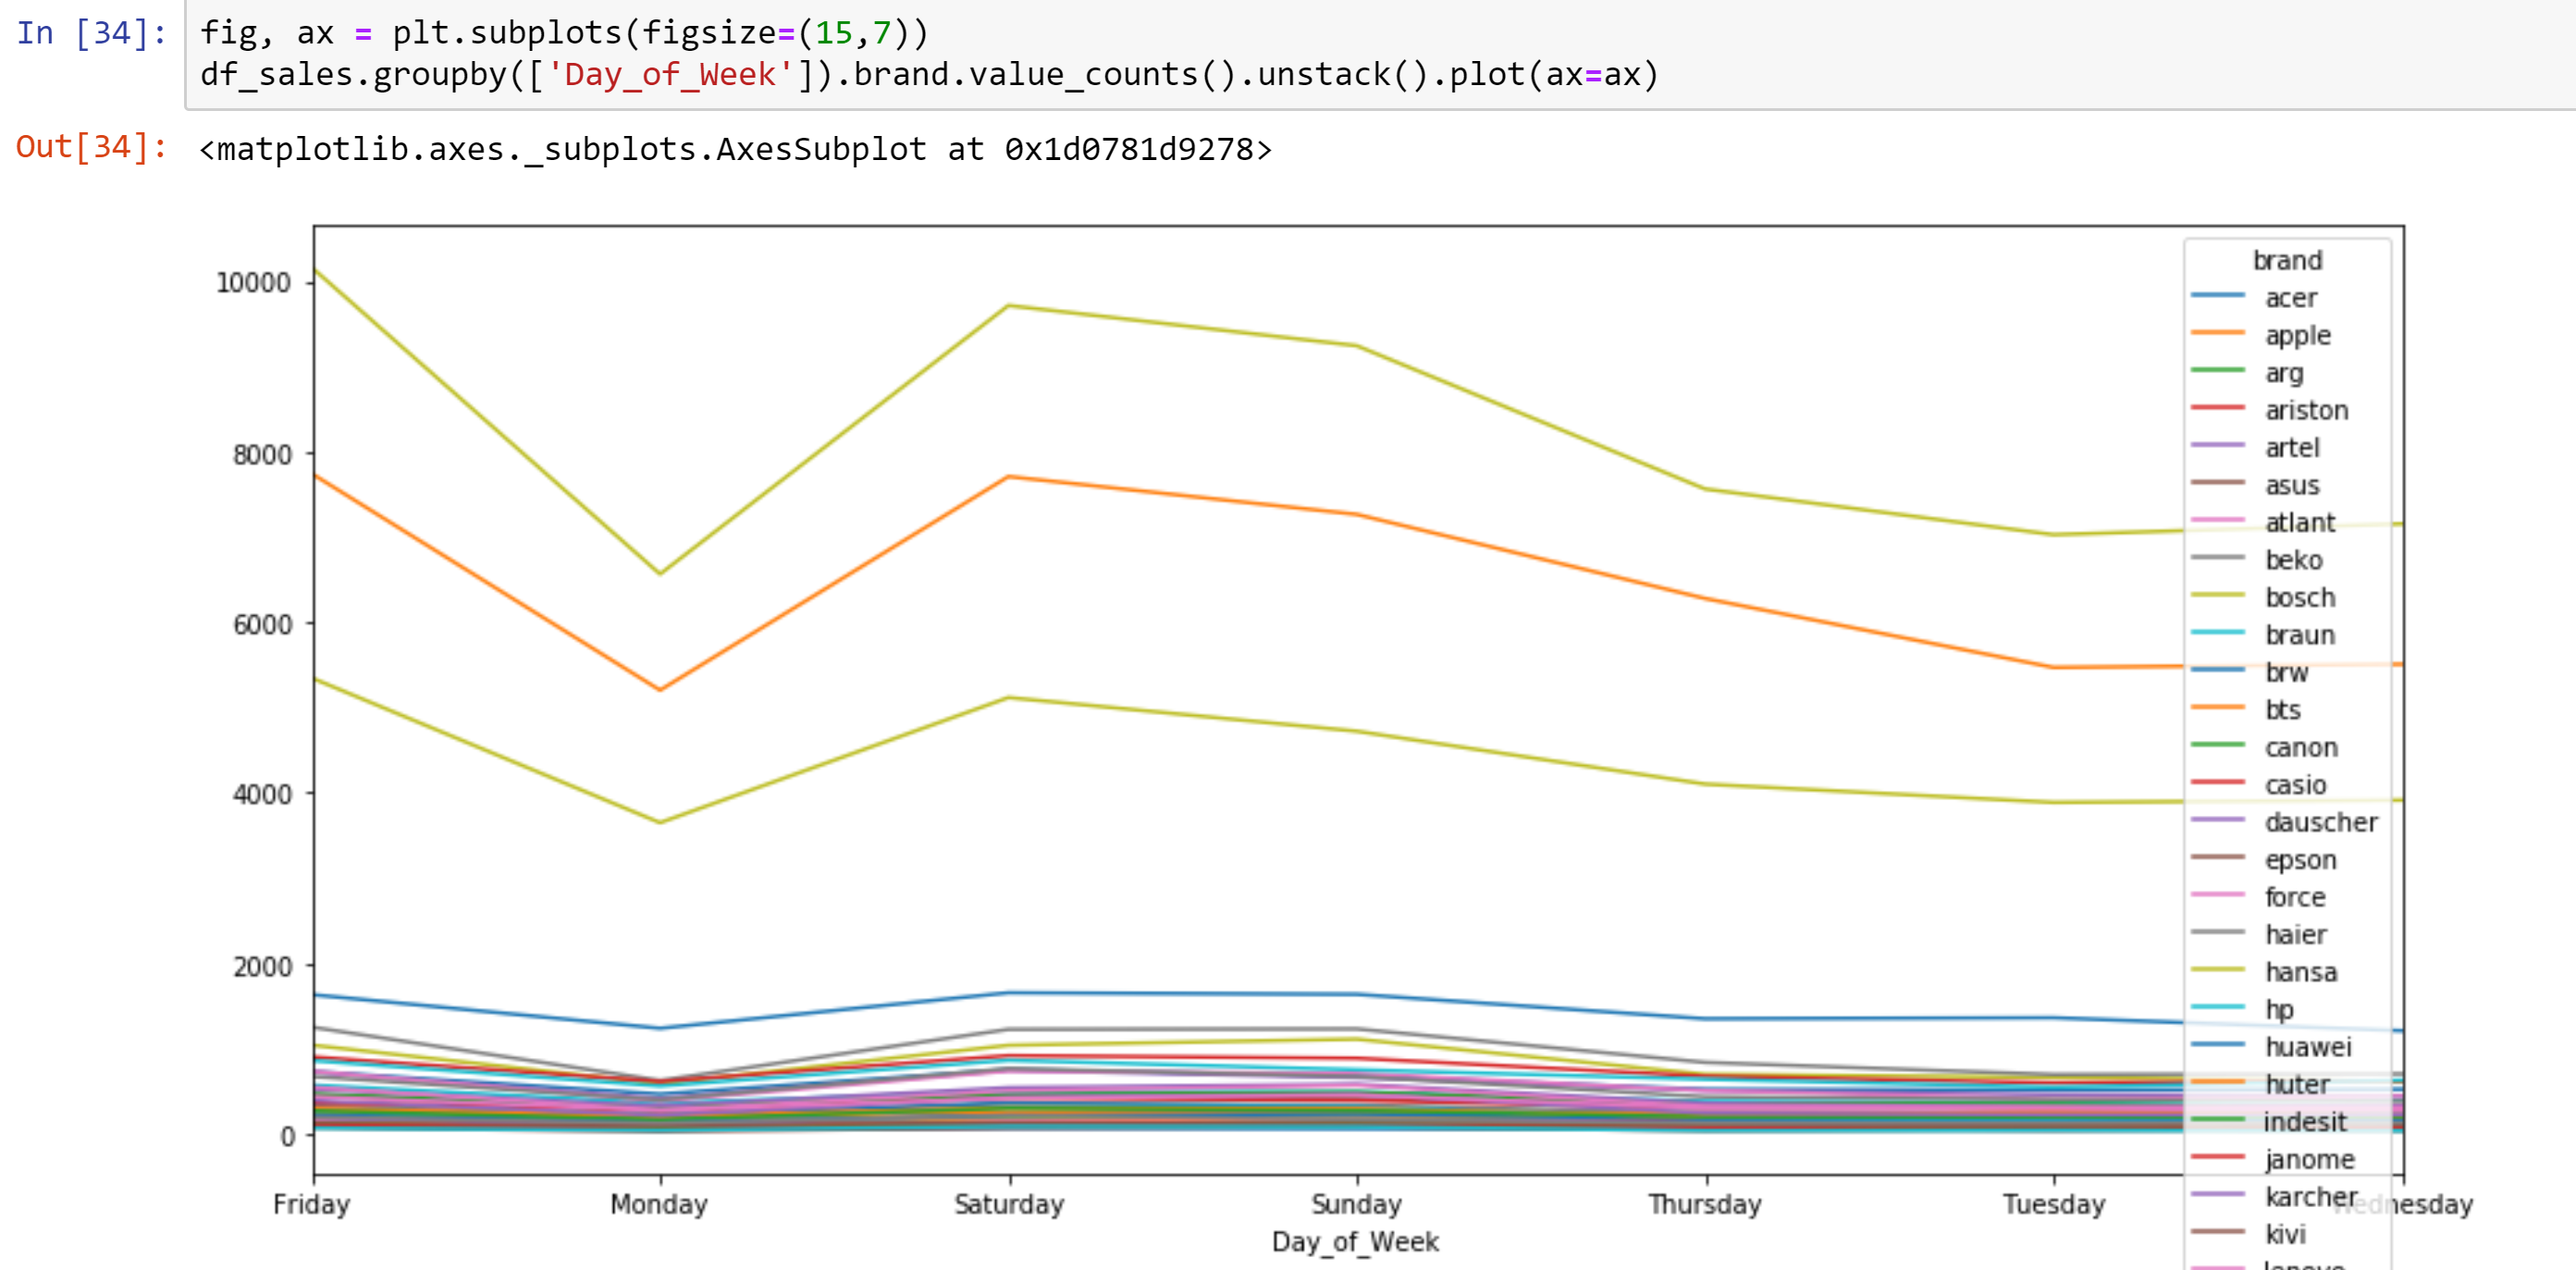 In [34]: fig, ax = plt.subplots(figsize=(15,7))
df_sales.groupby(['Day_of_Week']).brand.value_counts().unstack().plot(ax=ax)
Out[34]: <matplotlib.axes._subplots.AxesSubplot at 0x1d0781d9278>
10000
8000
6000
4000
2000
0
brand
acer
apple
arg
ariston
artel
asus
atlant
beko
bosch
braun
brw
bts
canon
casio
dauscher
epson
force
haier
hansa
hp
huawei
huter
indesit
janome
karcher
kivi
Friday Monday Saturday Sunday Thursday Tuesday Wednesday
Day_of_Week